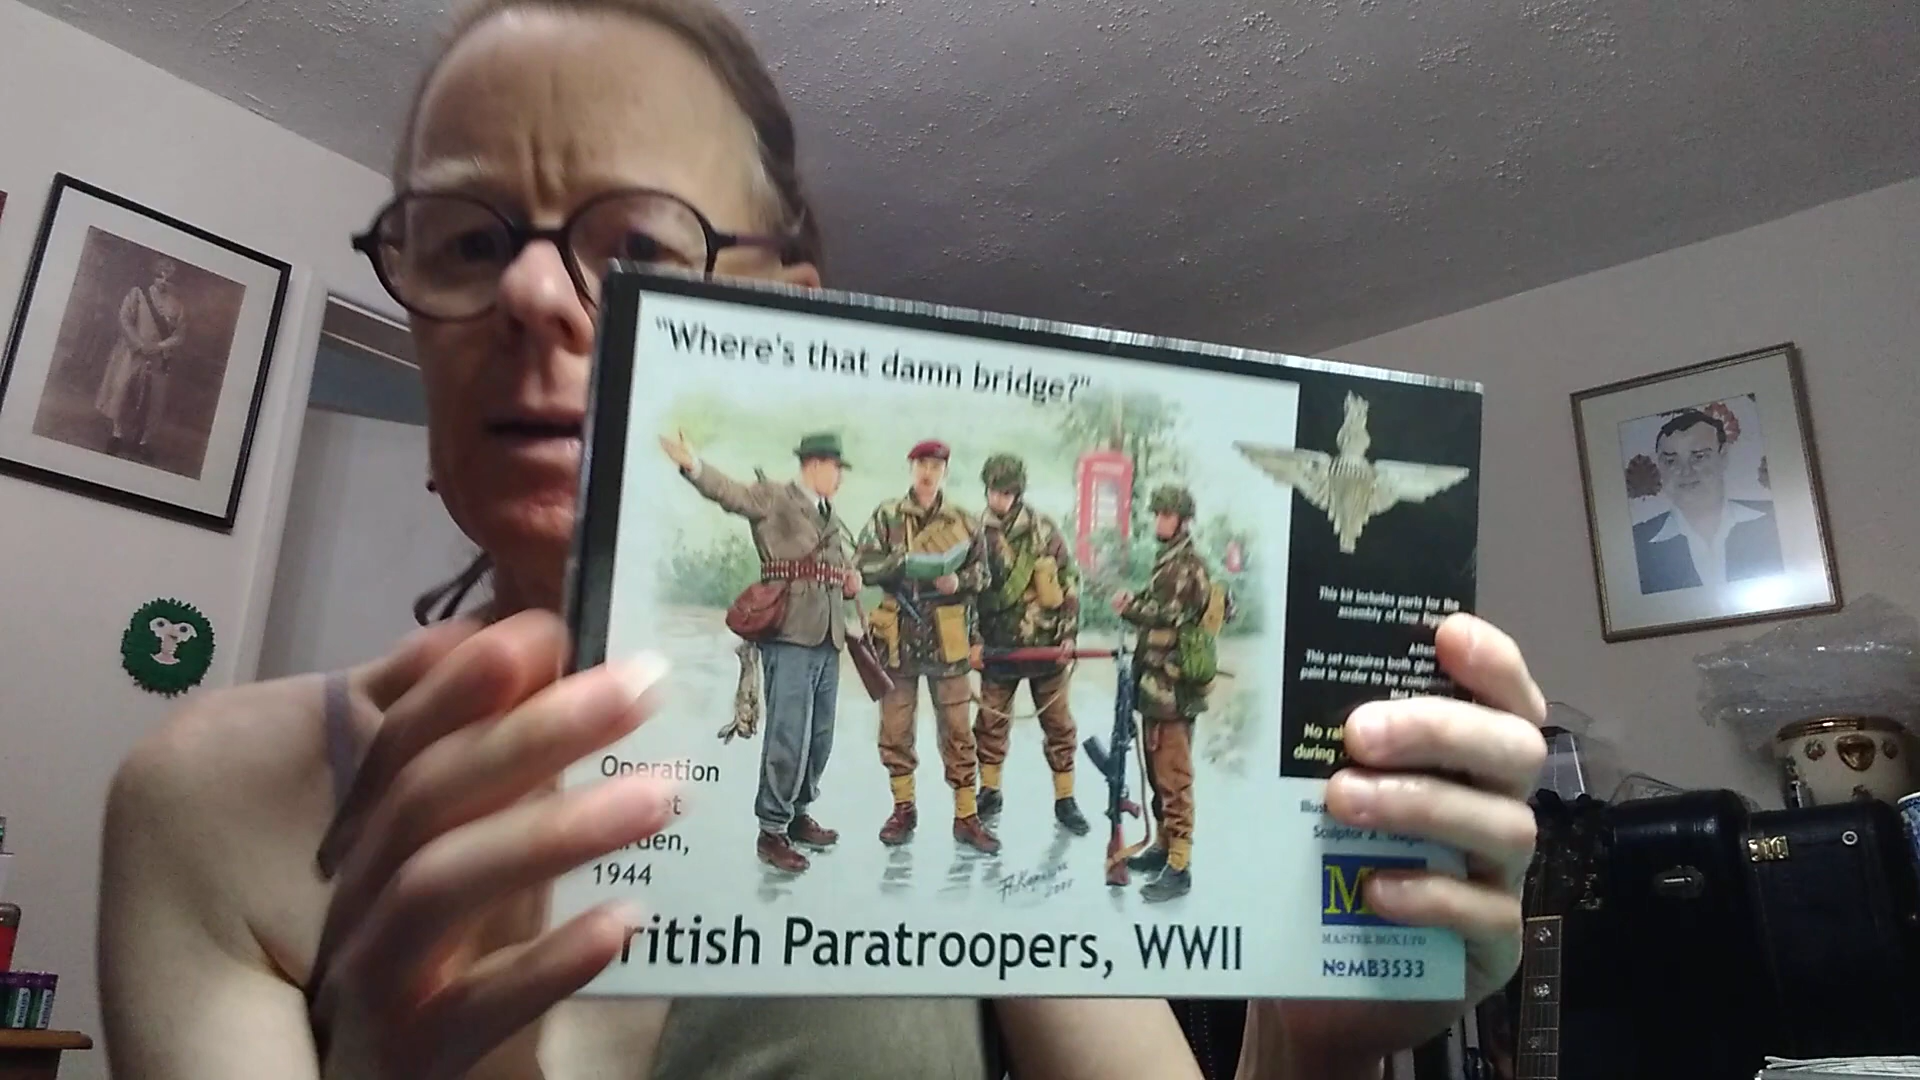 "Where's that damn bridge?"
This kit includes parts for the
assembly of four
This set requires both
paint in order to be
No
during
Operation
1944
A.
Sculptor A.
ritish Paratroopers, WWII
M
MASTER BOX LTD
NoMB3533